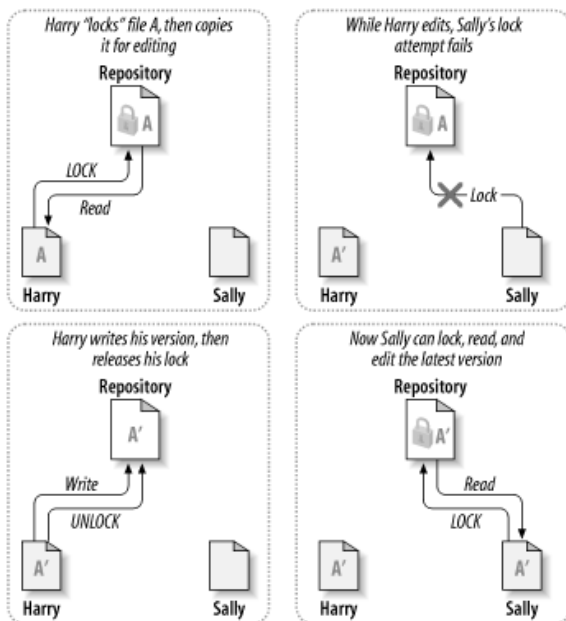 Harry "locks" file A, then copies
it for editing
Repository
A
LOCK
Read
A
Harry
Sally
While Harry edits, Sally's lock
attempt fails
Repository
A
Lock
A'
Harry
Sally
Harry writes his version, then
releases his lock
Repository
A'
Write
UNLOCK
A'
Harry
Sally
Now Sally can lock, read, and
edit the latest version
Repository
A'
Read
LOCK
A'
Harry
A'
Sally